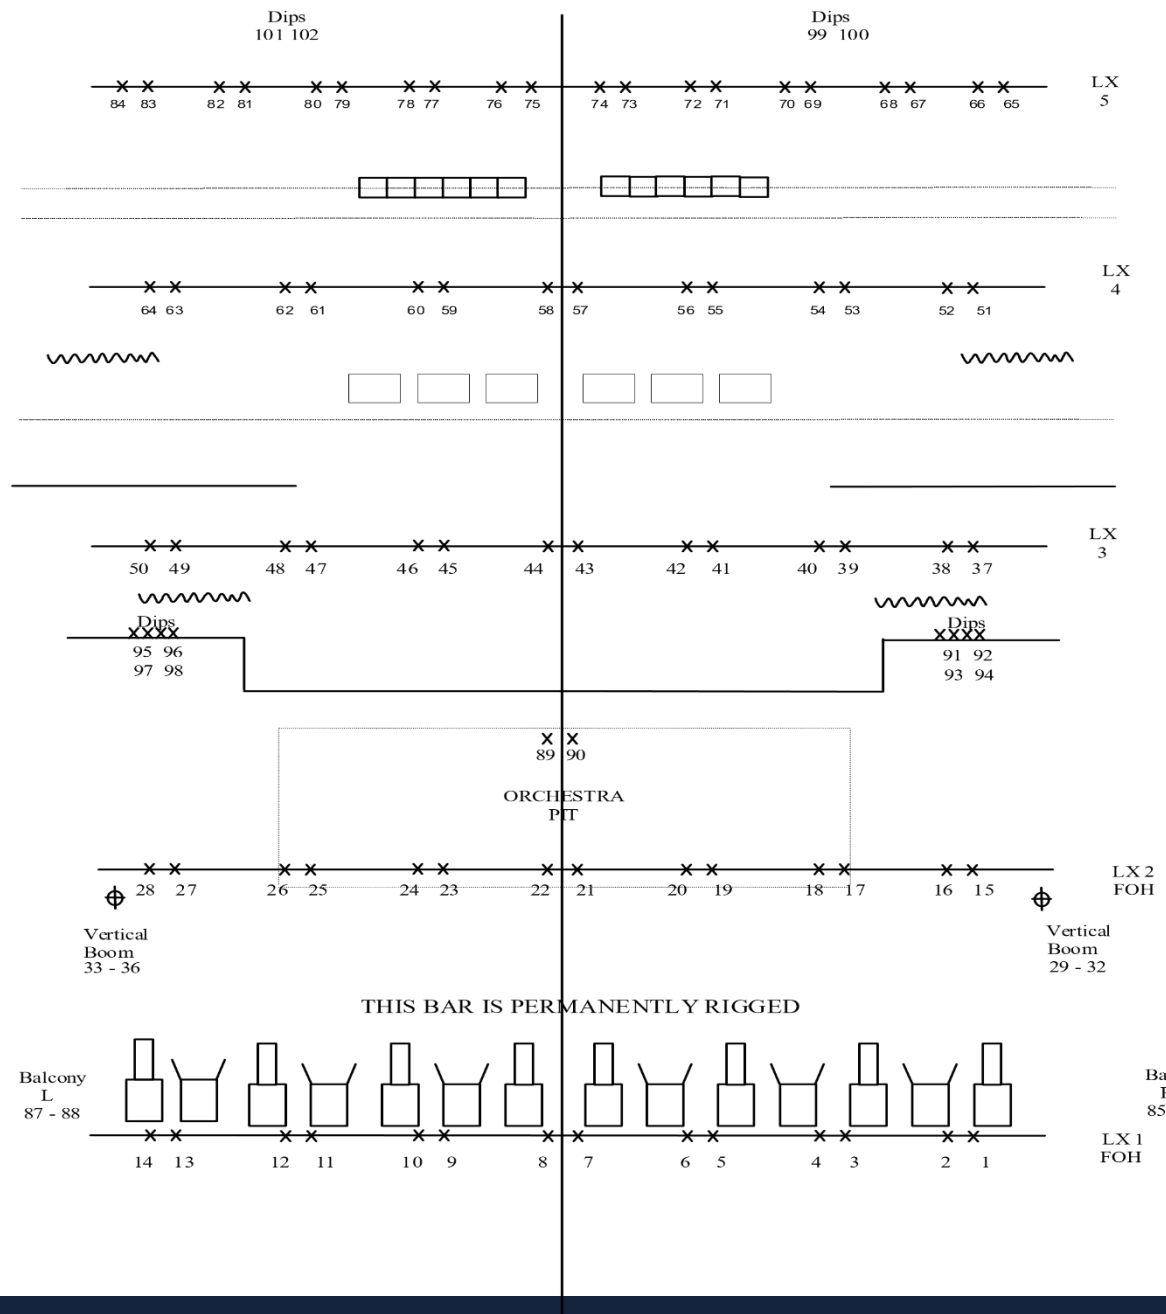 Dips
101 102
Dips
99 100
84 83 82 81 80 79 78 77 76 75 74 73 72 71 70 69 68 67 66 65
LX
5
LX
4
64 63 62 61 60 59 58 57 56 55 54 53 52 51
LX
3
50 49 48 47 46 45 44 43 42 41 40 39 38 37
Dips
95 96
97 98
Dips
91 92
93 94
89 90
ORCHESTRA
PIT
28 27 26 25 24 23 22 21 20 19 18 17 16 15
LX 2
FOH
Vertical
Boom
33 - 36
Vertical
Boom
29 - 32
THIS BAR IS PERMANENTLY RIGGED
Balcony
L
87 - 88
Ba
85
14 13 12 11 10 9 8 7 6 5 4 3 2 1
LX 1
FOH